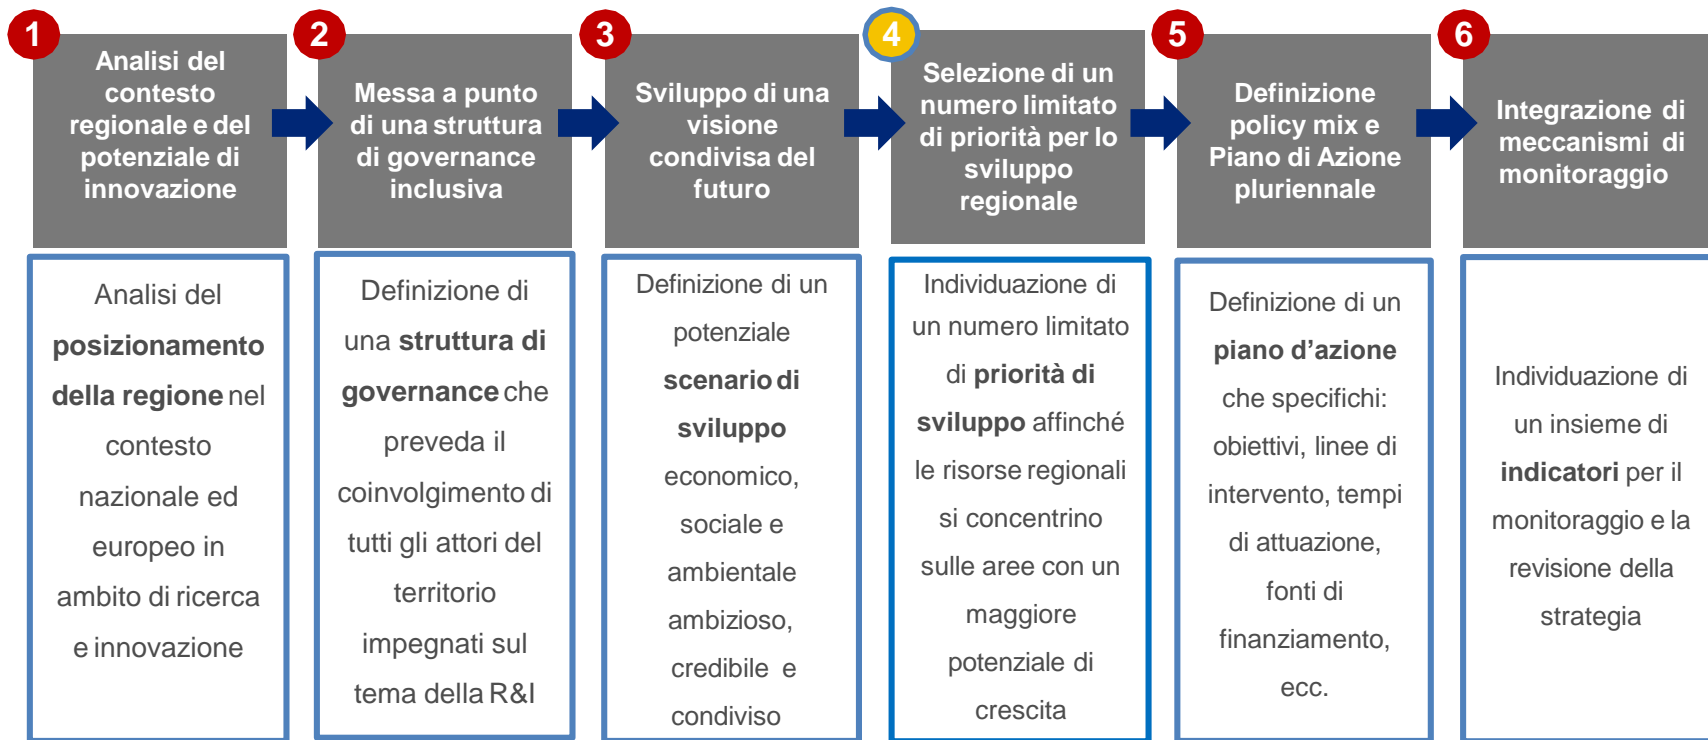 1
Analisi del
contesto
regionale e del
potenziale di
innovazione
2
Messa a punto
di una struttura
di governance
inclusiva
3
Sviluppo di una
visione
condivisa del
futuro
4
Selezione di un
numero limitato
di priorità per lo
sviluppo
regionale
5
Definizione
policy mix e
Piano di Azione
pluriennale
6
Integrazione di
meccanismi di
monitoraggio
Analisi del
posizionamento
della regione nel
contesto
nazionale ed
europeo in
ambito di ricerca
e innovazione
Definizione di
una struttura di
governance che
preveda il
coinvolgimento di
tutti gli attori del
territorio
impegnati sul
tema della R&I
Definizione di un
potenziale
scenario di
sviluppo
economico,
sociale e
ambientale
ambizioso,
credibile e
condiviso
Individuazione di
un numero limitato
di priorità di
sviluppo affinché
le risorse regionali
si concentrino
sulle aree con un
maggiore
potenziale di
crescita
Definizione di un
piano d’azione
che specifichi:
obiettivi, linee di
intervento, tempi
di attuazione,
fonti di
finanziamento,
ecc.
Individuazione di
un insieme di
indicatori per il
monitoraggio e la
revisione della
strategia